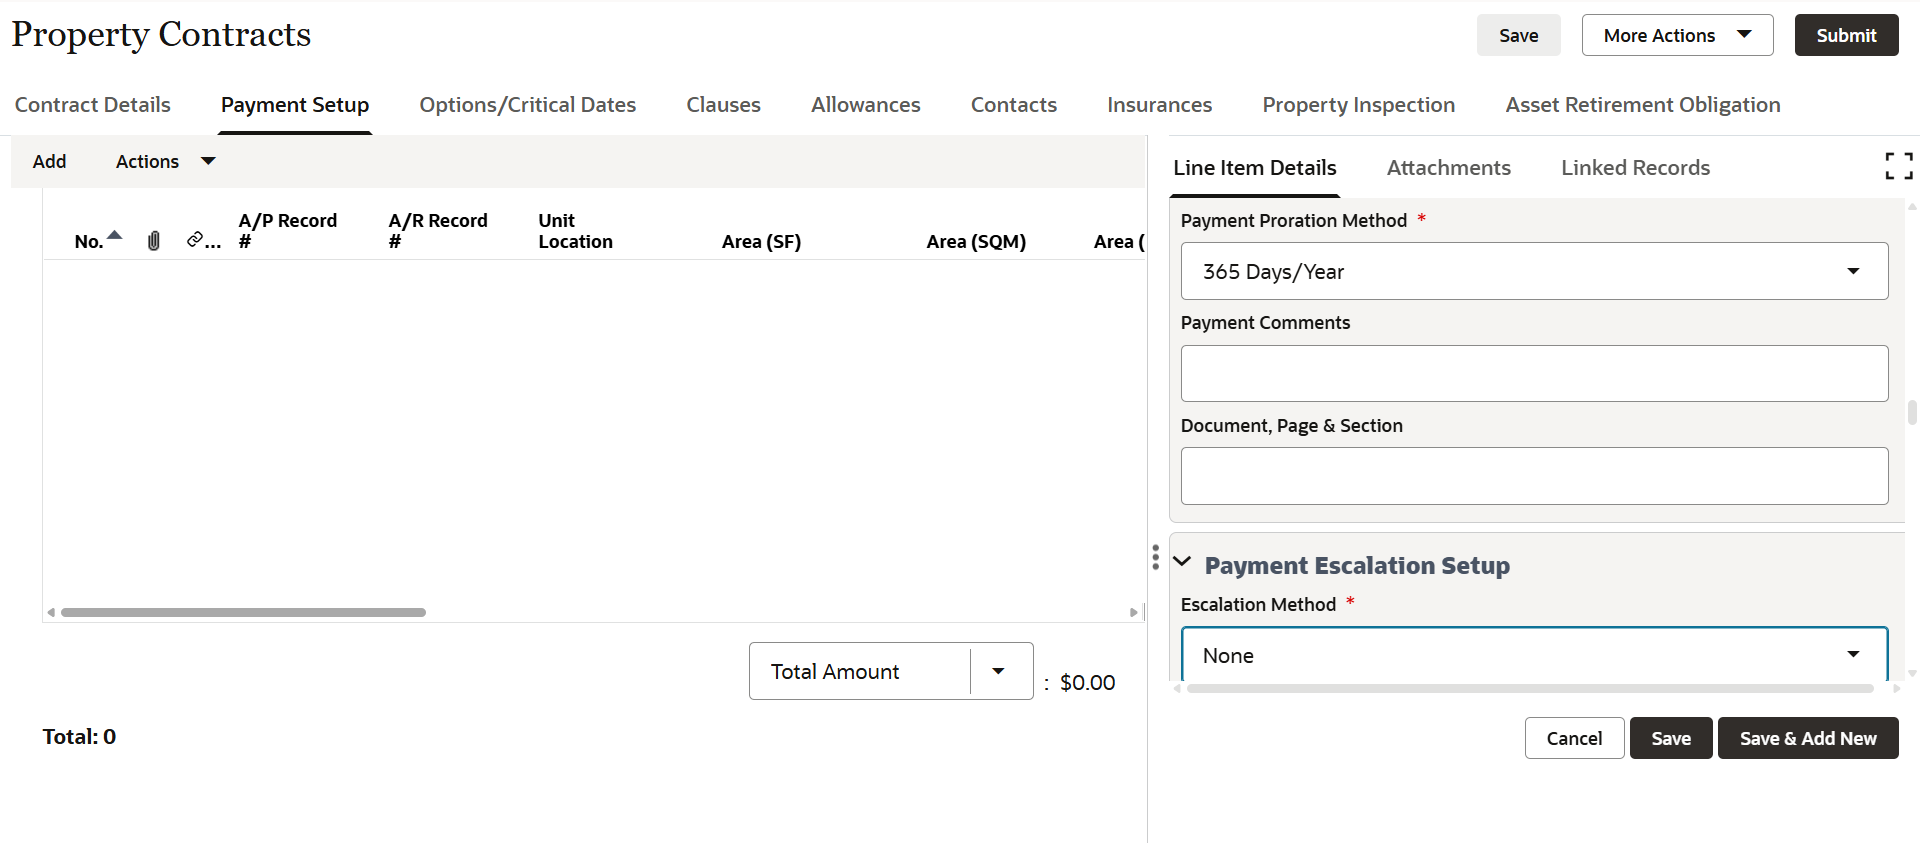 Property Contracts
Save
More Actions
Submit
Contract Details
Payment Setup
Options/Critical Dates
Clauses
Allowances
Contacts
Insurances
Property Inspection
Asset Retirement Obligation
Add
Actions
No.
...
A/P Record
#
A/R Record
#
Unit
Location
Area (SF)
Area (SQM)
Area (
Total Amount
: $0.00
Total: 0
Line Item Details
Attachments
Linked Records
Payment Proration Method *
365 Days/Year
Payment Comments
Document, Page & Section
Payment Escalation Setup
Escalation Method *
None
Cancel
Save
Save & Add New